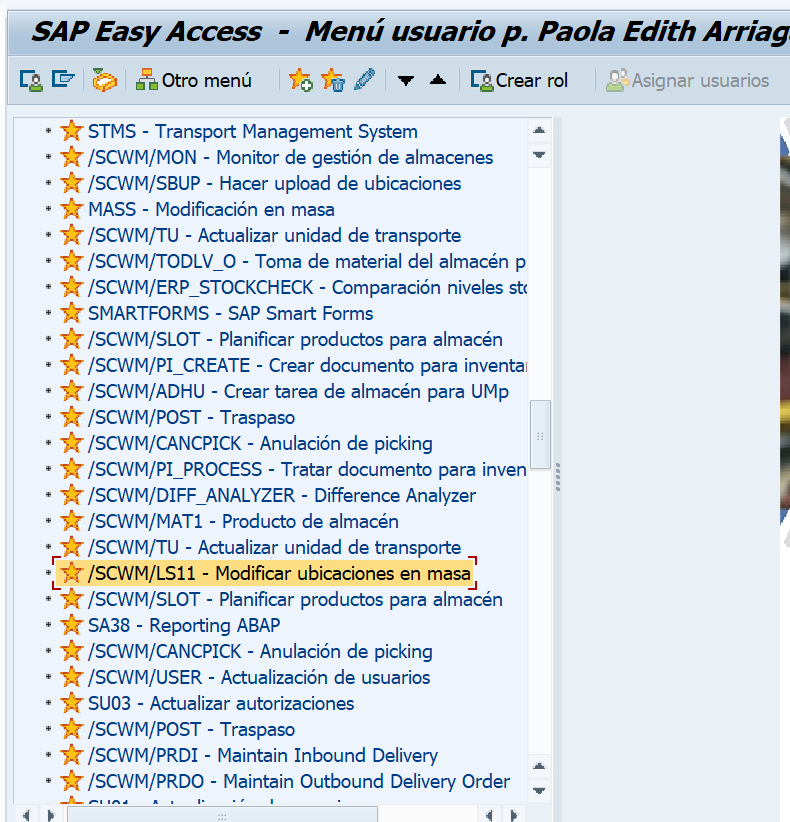 SAP Easy Access - Menú usuario p. Paola Edith
Otro menú Crear rol Asignar usuarios
STMS - Transport Management System
/SCWM/MON - Monitor de gestión de almacenes
/SCWM/SBUP - Hacer upload de ubicaciones
MASS - Modificación en masa
/SCWM/TU - Actualizar unidad de transporte
/SCWM/TODLV_O - Toma de material del almacén p
/SCWM/ERP_STOCKCHECK - Comparación niveles
SMARTFORMS - SAP Smart Forms
/SCWM/SLOT - Planificar productos para almacén
/SCWM/PI_CREATE - Crear documento para
/SCWM/ADHU - Crear tarea de almacén para UMp
/SCWM/POST - Traspaso
/SCWM/CANCPICK - Anulación de picking
/SCWM/PI_PROCESS - Tratar documento para inven
/SCWM/DIFF_ANALYZER - Difference Analyzer
/SCWM/MAT1 - Producto de almacén
/SCWM/TU - Actualizar unidad de transporte
/SCWM/LS11 - Modificar ubicaciones en masa
/SCWM/SLOT - Planificar productos para almacén
SA38 - Reporting ABAP
/SCWM/CANCPICK - Anulación de picking
/SCWM/USER - Actualización de usuarios
SU03 - Actualizar autorizaciones
/SCWM/POST - Traspaso
/SCWM/PRDI - Maintain Inbound Delivery
/SCWM/PRDO - Maintain Outbound Delivery Order